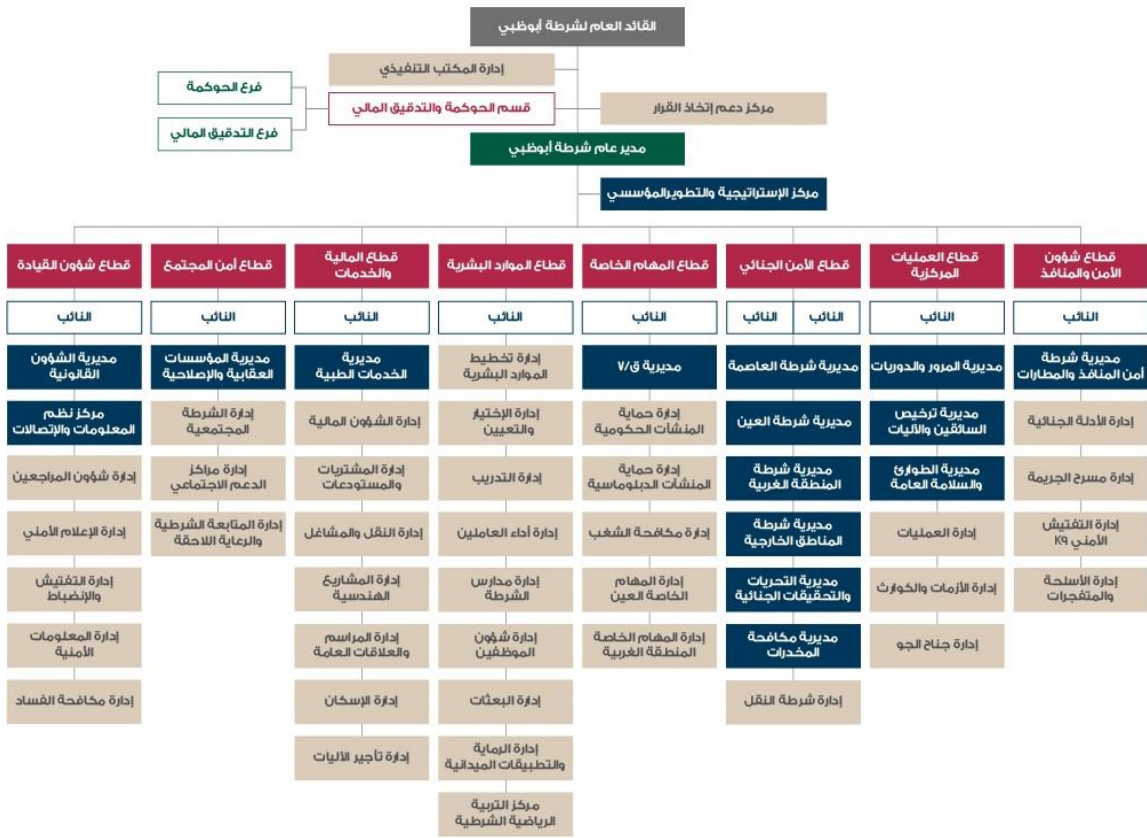 القائد العام لشرطة أبوظبي
إدارة المكتب التنفيذي
مركز دعم إتخاذ القرار
قسم الحوكمة والتدقيق المالي
فرع الحوكمة
فرع التدقيق المالي
مدير عام شرطة أبوظبي
مركز الإستراتيجية والتطويرالمؤسسي
قطاع شؤون
الأمن والمنافذ
النائب
مديرية شرطة
أمن المنافذ والمطارات
إدارة الأدلة الجنائية
إدارة مسرح الجريمة
إدارة التفتيش
الأمني K9
إدارة الأسلحة
والمتفجرات
قطاع العمليات
المركزية
النائب
مديرية المرور والدوريات
مديرية ترخيص
السائقين والآليات
مديرية الطوارئ
والسلامة العامة
إدارة العمليات
إدارة الأزمات والكوارث
إدارة جناح الجو
قطاع الأمن الجنائي
النائب
النائب
مديرية شرطة العاصمة
مديرية شرطة العين
مديرية شرطة
المنطقة الغربية
مديرية شرطة
المناطق الخارجية
مديرية التحريات
والتحقيقات الجنائية
مديرية مكافحة
المخدرات
إدارة شرطة النقل
قطاع المهام الخاصة
النائب
مديرية ق/٧
إدارة حماية
المنشآت الحكومية
إدارة حماية
المنشآت الدبلوماسية
إدارة مكافحة الشغب
إدارة المهام
الخاصة العين
إدارة المهام الخاصة
المنطقة الغربية
قطاع الموارد البشرية
النائب
إدارة تخطيط
الموارد البشرية
إدارة الإختيار
والتعيين
إدارة التدريب
إدارة أداء العاملين
إدارة مدارس
الشرطة
إدارة شؤون
الموظفين
إدارة البعثات
إدارة الرماية
والتطبيقات الميدانية
مركز التربية
الرياضية الشرطية
قطاع المالية
والخدمات
النائب
مديرية
الخدمات الطبية
إدارة الشؤون المالية
إدارة المشتريات
والمستودعات
إدارة النقل والمشاغل
إدارة المشاريع
الهندسية
إدارة المراسم
والعلاقات العامة
إدارة الإسكان
إدارة تأجير الآليات
قطاع أمن المجتمع
النائب
مديرية المؤسسات
العقابية والإصلاحية
إدارة الشرطة
المجتمعية
إدارة مراكز
الدعم الاجتماعي
إدارة المتابعة الشرطية
والرعاية اللاحقة
قطاع شؤون القيادة
النائب
مديرية الشؤون
القانونية
مركز نظم
المعلومات والإتصالات
إدارة شؤون المراجعين
إدارة الإعلام الأمني
إدارة التفتيش
والإنضباط
إدارة المعلومات
الأمنية
إدارة مكافحة الفساد